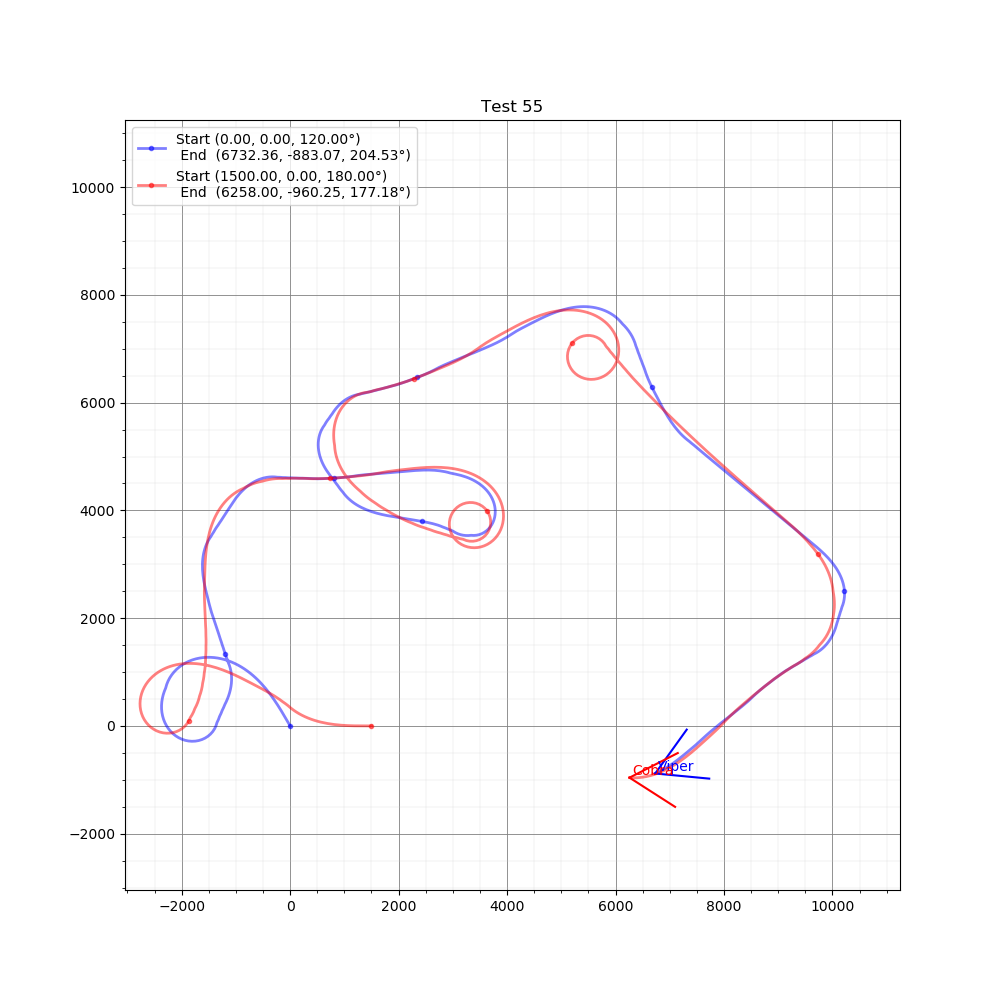 Test 55
Start (0.00, 0.00, 120.00°)
End (6732.36, -883.07, 204.53°)
Start (1500.00, 0.00, 180.00°)
End (6258.00, -960.25, 177.18°)
10000
8000
6000
4000
2000
0
−2000
Viper
−2000 0 2000 4000 6000 8000 10000